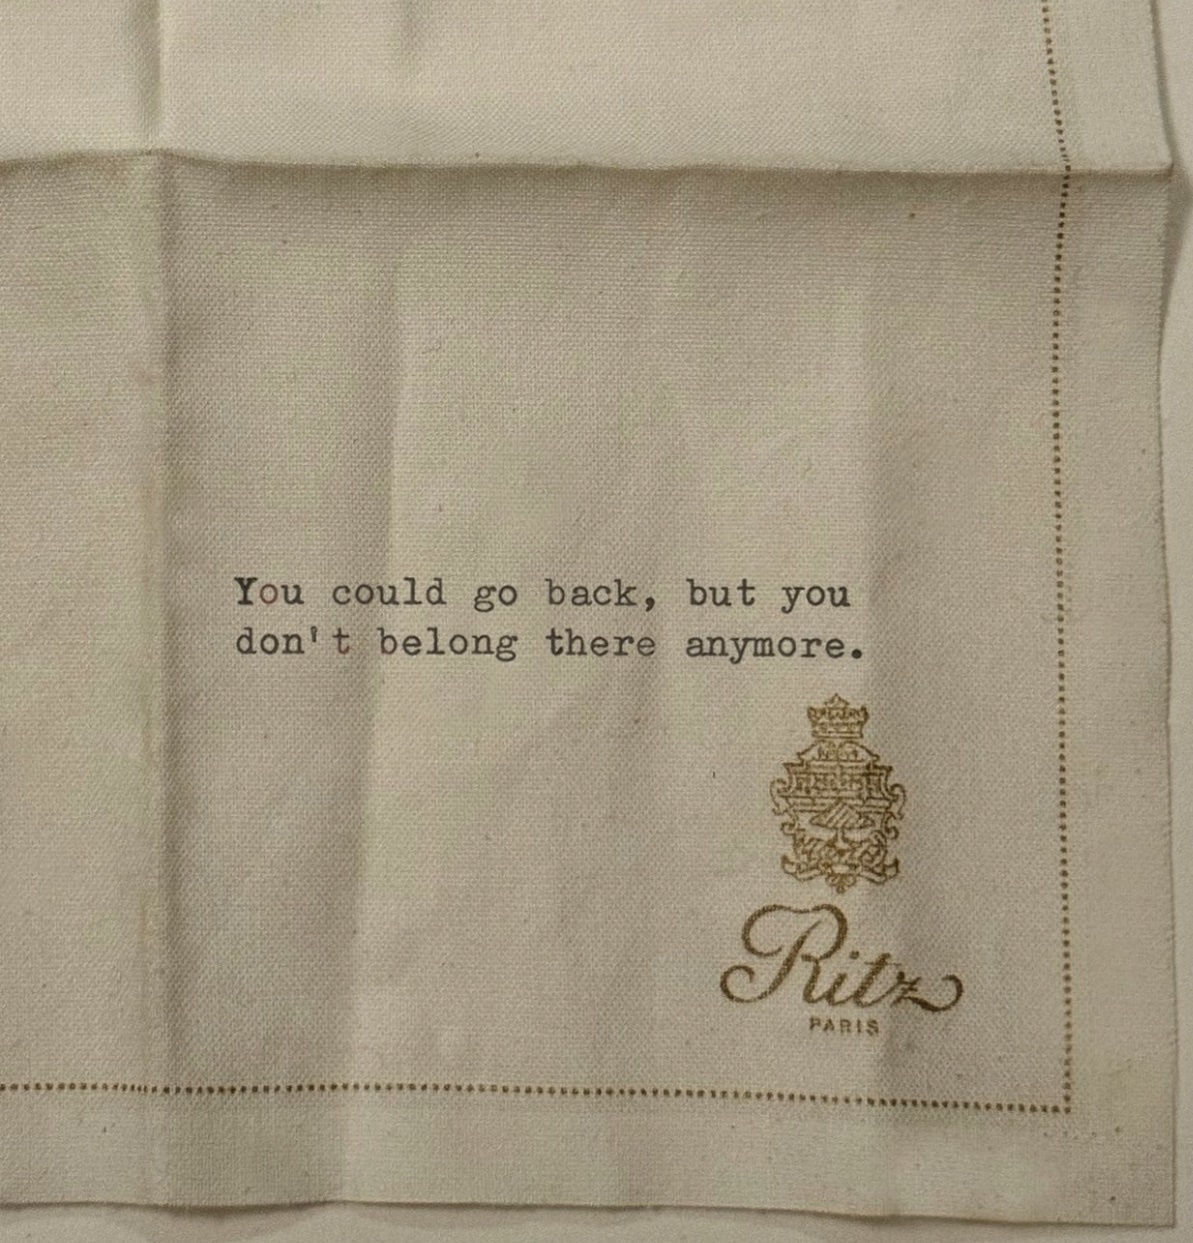 You could go back, but you
don't belong there anymore.
Ritz
PARIS